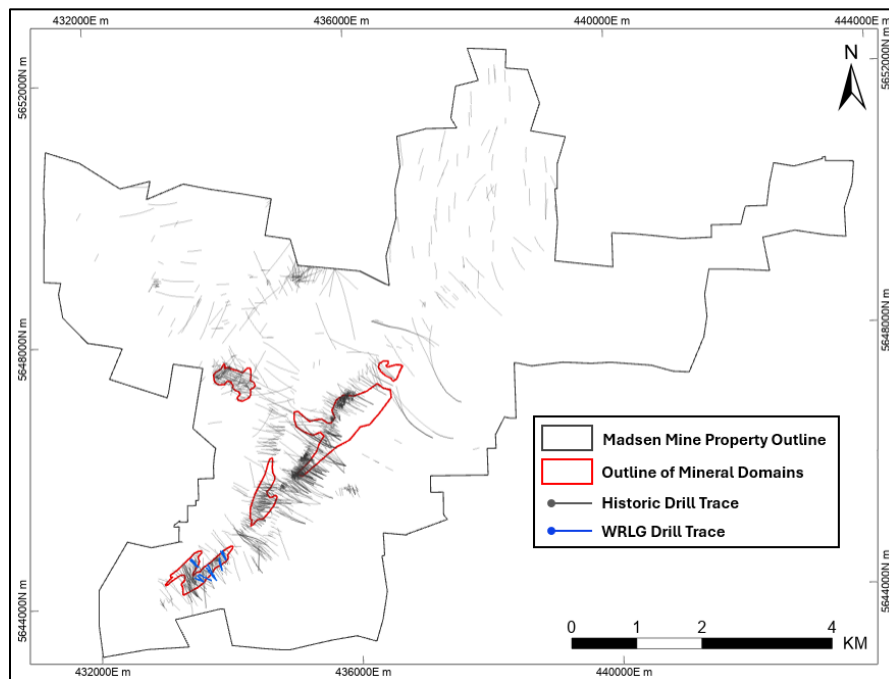 432000E m
436000E m
440000E m
444000E m
5652000N m
5652000N m
N
5648000N m
5648000N m
5644000N m
5644000N m
Madsen Mine Property Outline
Outline of Mineral Domains
Historic Drill Trace
WRLG Drill Trace
0 1 2 4
KM
432000E m
436000E m
440000E m